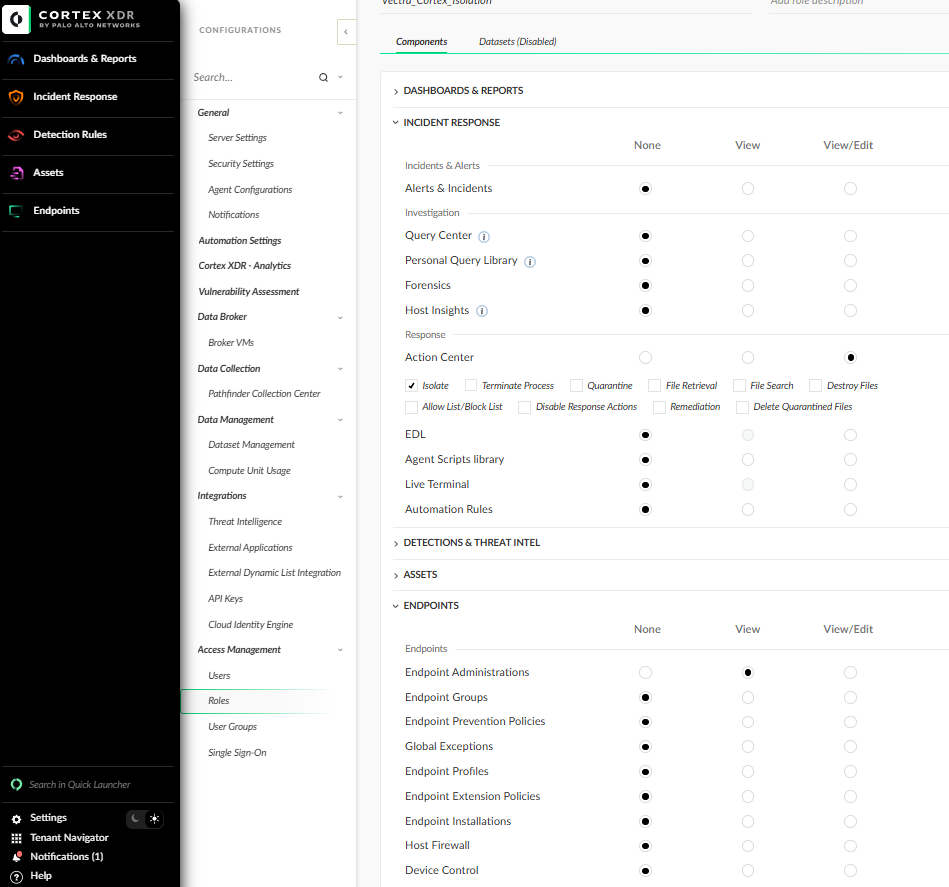 CORTEX XDR
BY PALO ALTO NETWORKS
Dashboards & Reports
Incident Response
Detection Rules
Assets
Endpoints
Search in Quick Launcher
Settings
Tenant Navigator
Notifications (1)
Help
CONFIGURATIONS
Search...
General
Server Settings
Security Settings
Agent Configurations
Notifications
Automation Settings
Cortex XDR - Analytics
Vulnerability Assessment
Data Broker
Broker VMs
Data Collection
Pathfinder Collection Center
Data Management
Dataset Management
Compute Unit Usage
Integrations
Threat Intelligence
External Applications
External Dynamic List Integration
API Keys
Cloud Identity Engine
Access Management
Users
Roles
User Groups
Single Sign-On
Vectra_Cortex_Isolation Add role description
Components Datasets (Disabled)
DASHBOARDS & REPORTS
INCIDENT RESPONSE
None View View/Edit
Incidents & Alerts
Alerts & Incidents
Investigation
Query Center
Personal Query Library
Forensics
Host Insights
Response
Action Center
Isolate Terminate Process Quarantine File Retrieval File Search Destroy Files
Allow List/Block List Disable Response Actions Remediation Delete Quarantined Files
EDL
Agent Scripts library
Live Terminal
Automation Rules
DETECTIONS & THREAT INTEL
ASSETS
ENDPOINTS
None View View/Edit
Endpoints
Endpoint Administrations
Endpoint Groups
Endpoint Prevention Policies
Global Exceptions
Endpoint Profiles
Endpoint Extension Policies
Endpoint Installations
Host Firewall
Device Control